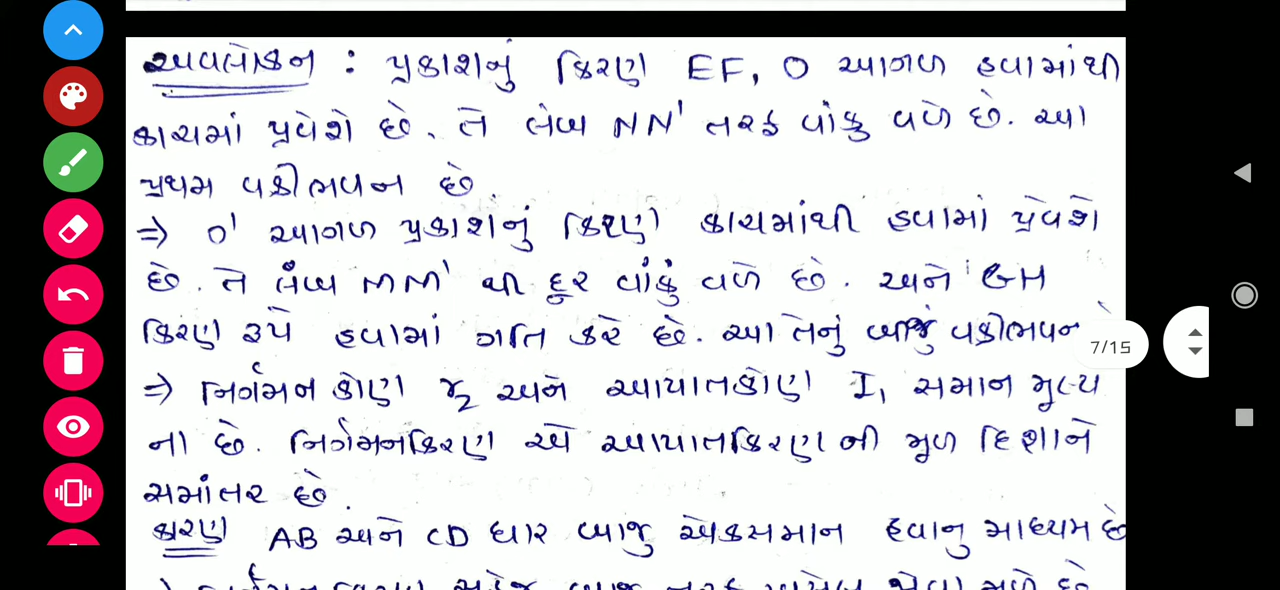 અવલોકન : પ્રકાશનું કિરણ EF, O આગળ હવામાંથી
કાચમાં પ્રવેશે છે. તે લંબ NN' તરફ વાંકુ વળે છે. આ
પ્રથમ વક્રીભવન છે.
⇒ O' આગળ પ્રકાશનું કિરણ કાચમાંથી હવામાં પ્રવેશે
છે. તે લંબ MM' થી દૂર વાંકું વળે છે. અને GH
કિરણ રૂપે હવામાં ગતિ કરે છે. આ તેનું બાજું વક્રીભવન
7/15
⇒ નિર્ગમન કોણ r2 અને આપાતકોણ I1 સમાન મુલ્ય
ના છે. નિર્ગમનકિરણ એ આપાતકિરણની મુળ દિશાને
સમાંતર છે.
કારણ AB અને CD ધાર બાજુ એકસમાન હવાનુ માધ્યમ છે